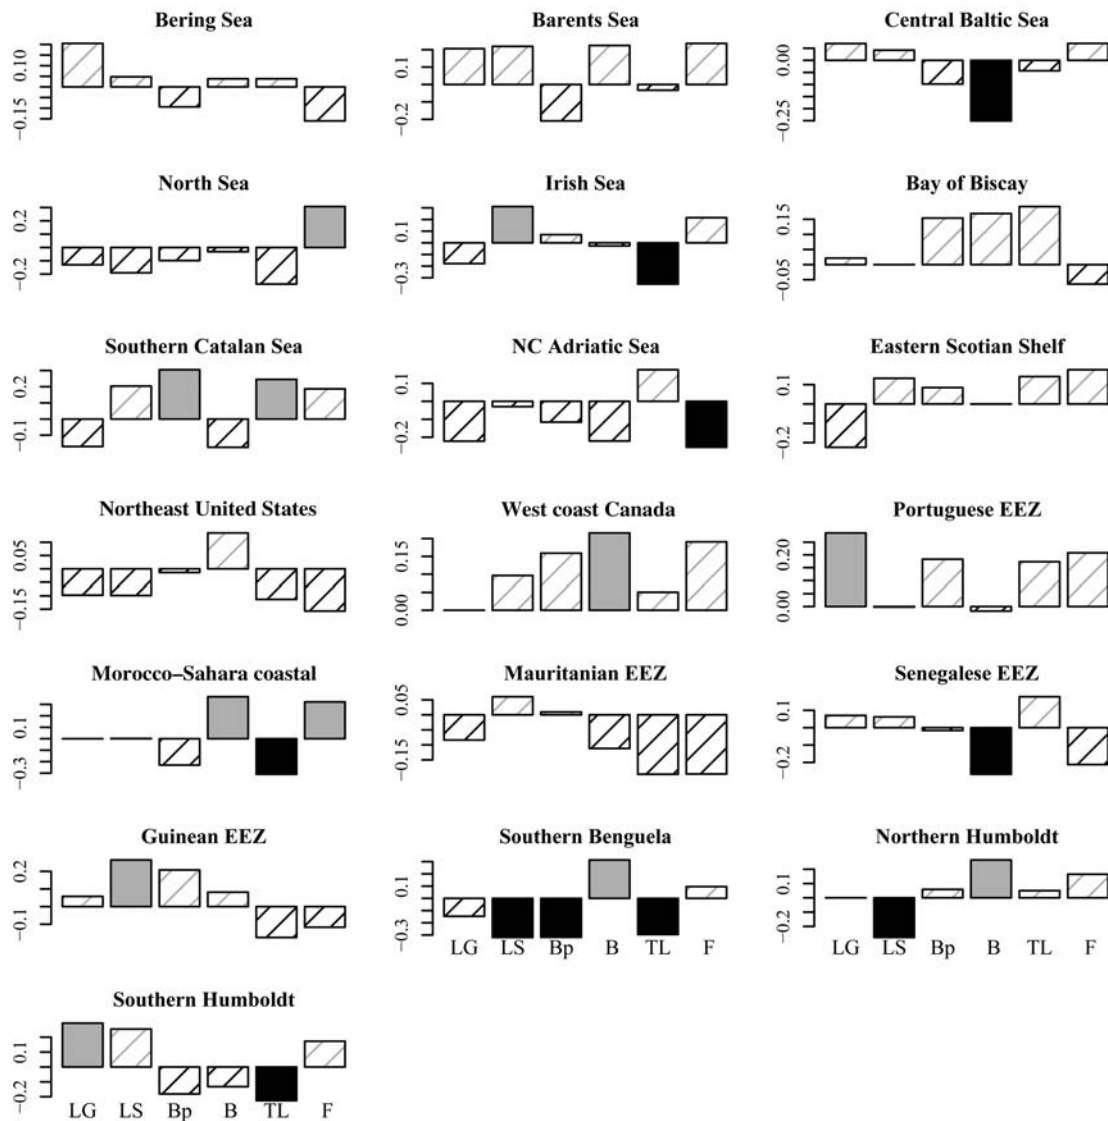 Bering Sea Barents Sea Central Baltic Sea
0.10 −0.15 0.1 −0.2 0.00 −0.25
North Sea Irish Sea Bay of Biscay
0.2 −0.2 0.1 −0.3 0.15 −0.05
Southern Catalan Sea NC Adriatic Sea Eastern Scotian Shelf
0.2 −0.1 0.1 −0.2 0.1 −0.2
Northeast United States West coast Canada Portuguese EEZ
0.05 −0.15 0.15 0.00 0.20 0.00
Morocco–Sahara coastal Mauritanian EEZ Senegalese EEZ
0.1 −0.3 0.05 −0.15 0.1 −0.2
Guinean EEZ Southern Benguela Northern Humboldt
0.2 −0.1 0.1 −0.3 0.1 −0.2
LG LS Bp B TL F LG LS Bp B TL F
Southern Humboldt
0.1 −0.2
LG LS Bp B TL F